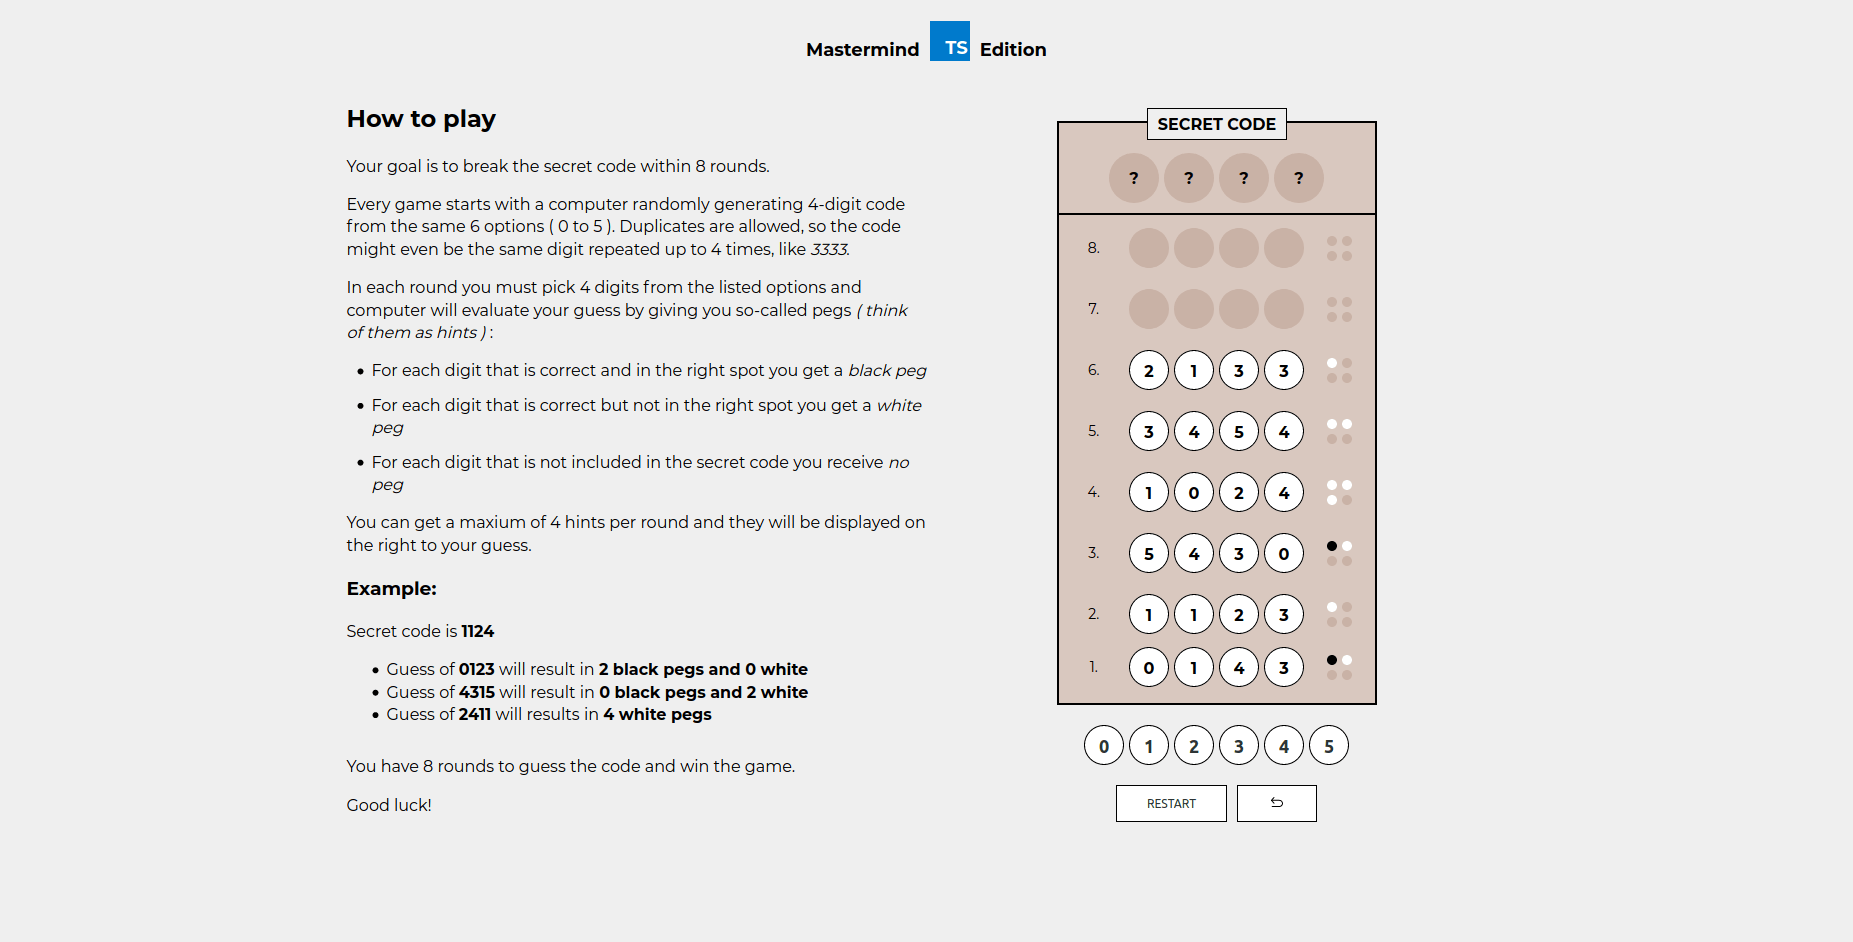 Mastermind TS Edition
How to play
Your goal is to break the secret code within 8 rounds.
Every game starts with a computer randomly generating 4-digit code
from the same 6 options ( 0 to 5 ). Duplicates are allowed, so the code
might even be the same digit repeated up to 4 times, like 3333.
In each round you must pick 4 digits from the listed options and
computer will evaluate your guess by giving you so-called pegs ( think
of them as hints ) :
• For each digit that is correct and in the right spot you get a black peg
• For each digit that is correct but not in the right spot you get a white
peg
• For each digit that is not included in the secret code you receive no
peg
You can get a maxium of 4 hints per round and they will be displayed on
the right to your guess.
Example:
Secret code is 1124
• Guess of 0123 will result in 2 black pegs and 0 white
• Guess of 4315 will result in 0 black pegs and 2 white
• Guess of 2411 will results in 4 white pegs
You have 8 rounds to guess the code and win the game.
Good luck!
SECRET CODE
? ? ? ?
8.
7.
6. 2 1 3 3
5. 3 4 5 4
4. 1 0 2 4
3. 5 4 3 0
2. 1 1 2 3
1. 0 1 4 3
0 1 2 3 4 5
RESTART